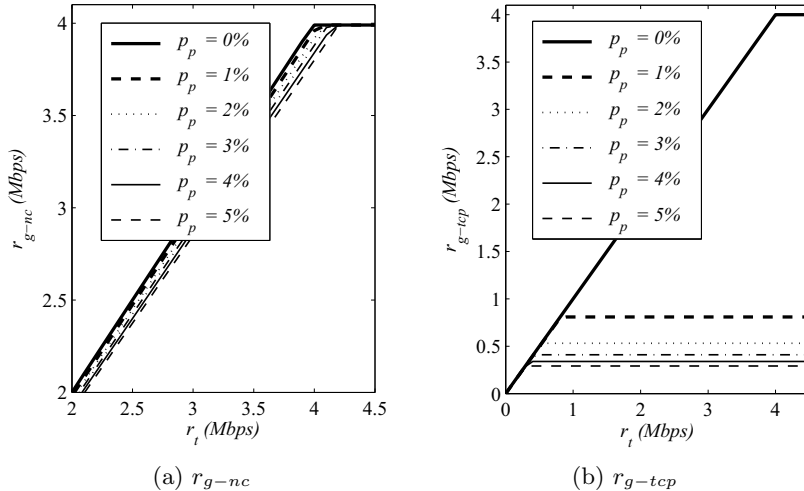 4
3.5
3
2.5
2
2 2.5 3 3.5 4 4.5
r_{g-nc} (Mbps)
r_t (Mbps)
p_p = 0%
p_p = 1%
p_p = 2%
p_p = 3%
p_p = 4%
p_p = 5%
(a) r_{g-nc}
4
3.5
3
2.5
2
1.5
1
0.5
0
0 1 2 3 4
r_{g-tcp} (Mbps)
r_t (Mbps)
p_p = 0%
p_p = 1%
p_p = 2%
p_p = 3%
p_p = 4%
p_p = 5%
(b) r_{g-tcp}